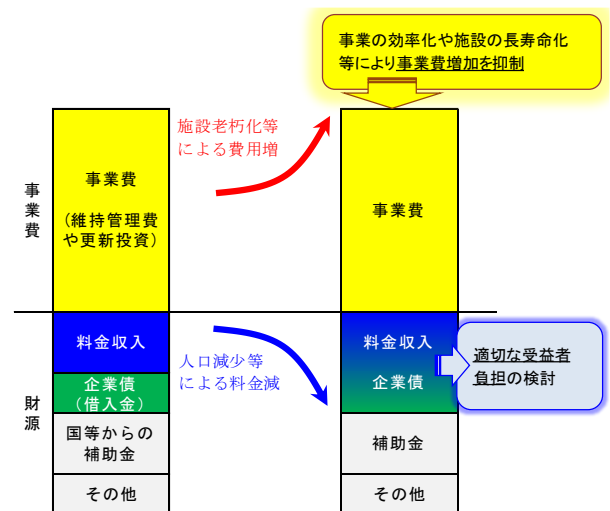 事業の効率化や施設の長寿命化
等により事業費増加を抑制
施設老朽化等
による費用増
事業費
事業費
(維持管理費
や更新投資)
事業費
料金収入
企業債
(借入金)
国等からの
補助金
その他
財源
人口減少等
による料金減
料金収入
企業債
補助金
その他
適切な受益者
負担の検討